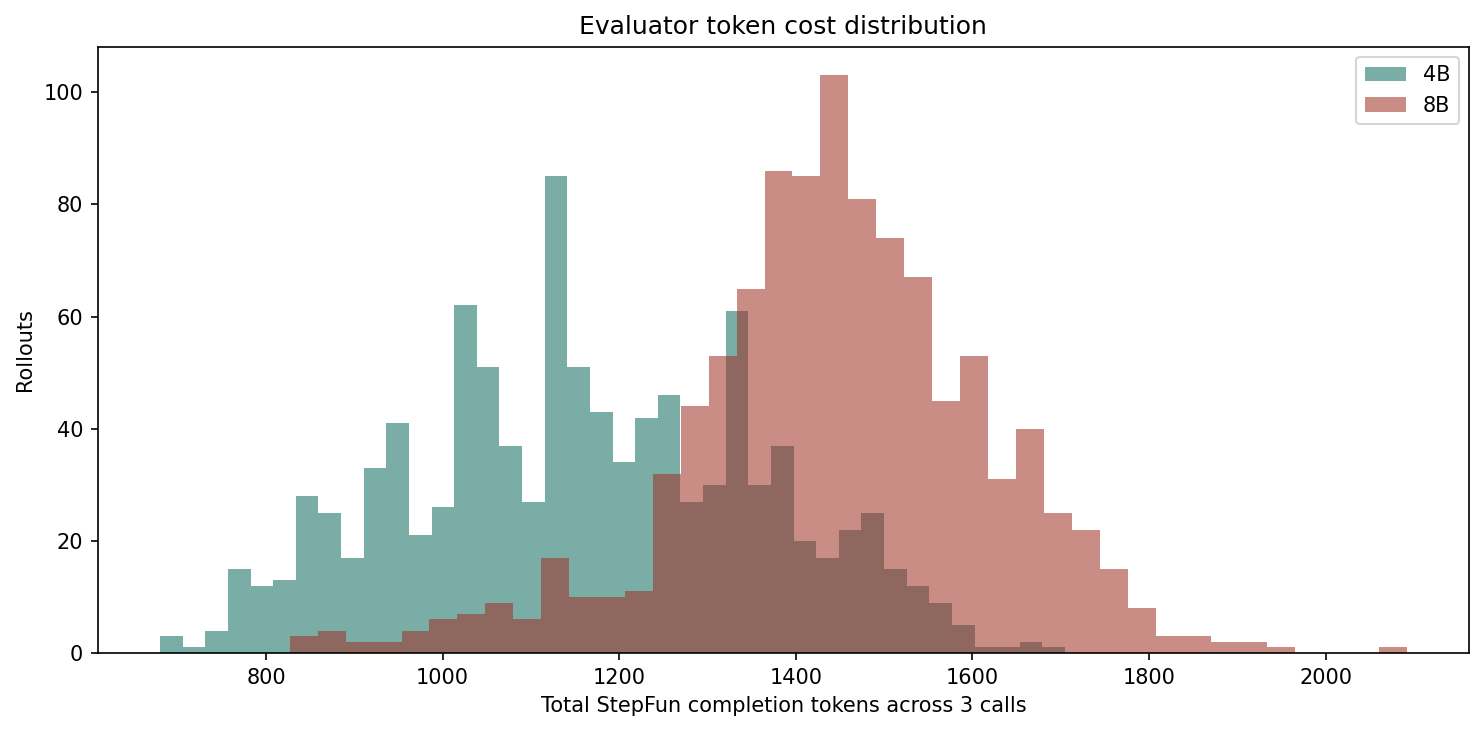 Evaluator token cost distribution
4B
8B
100
80
60
40
20
0
Rollouts
800 1000 1200 1400 1600 1800 2000
Total StepFun completion tokens across 3 calls